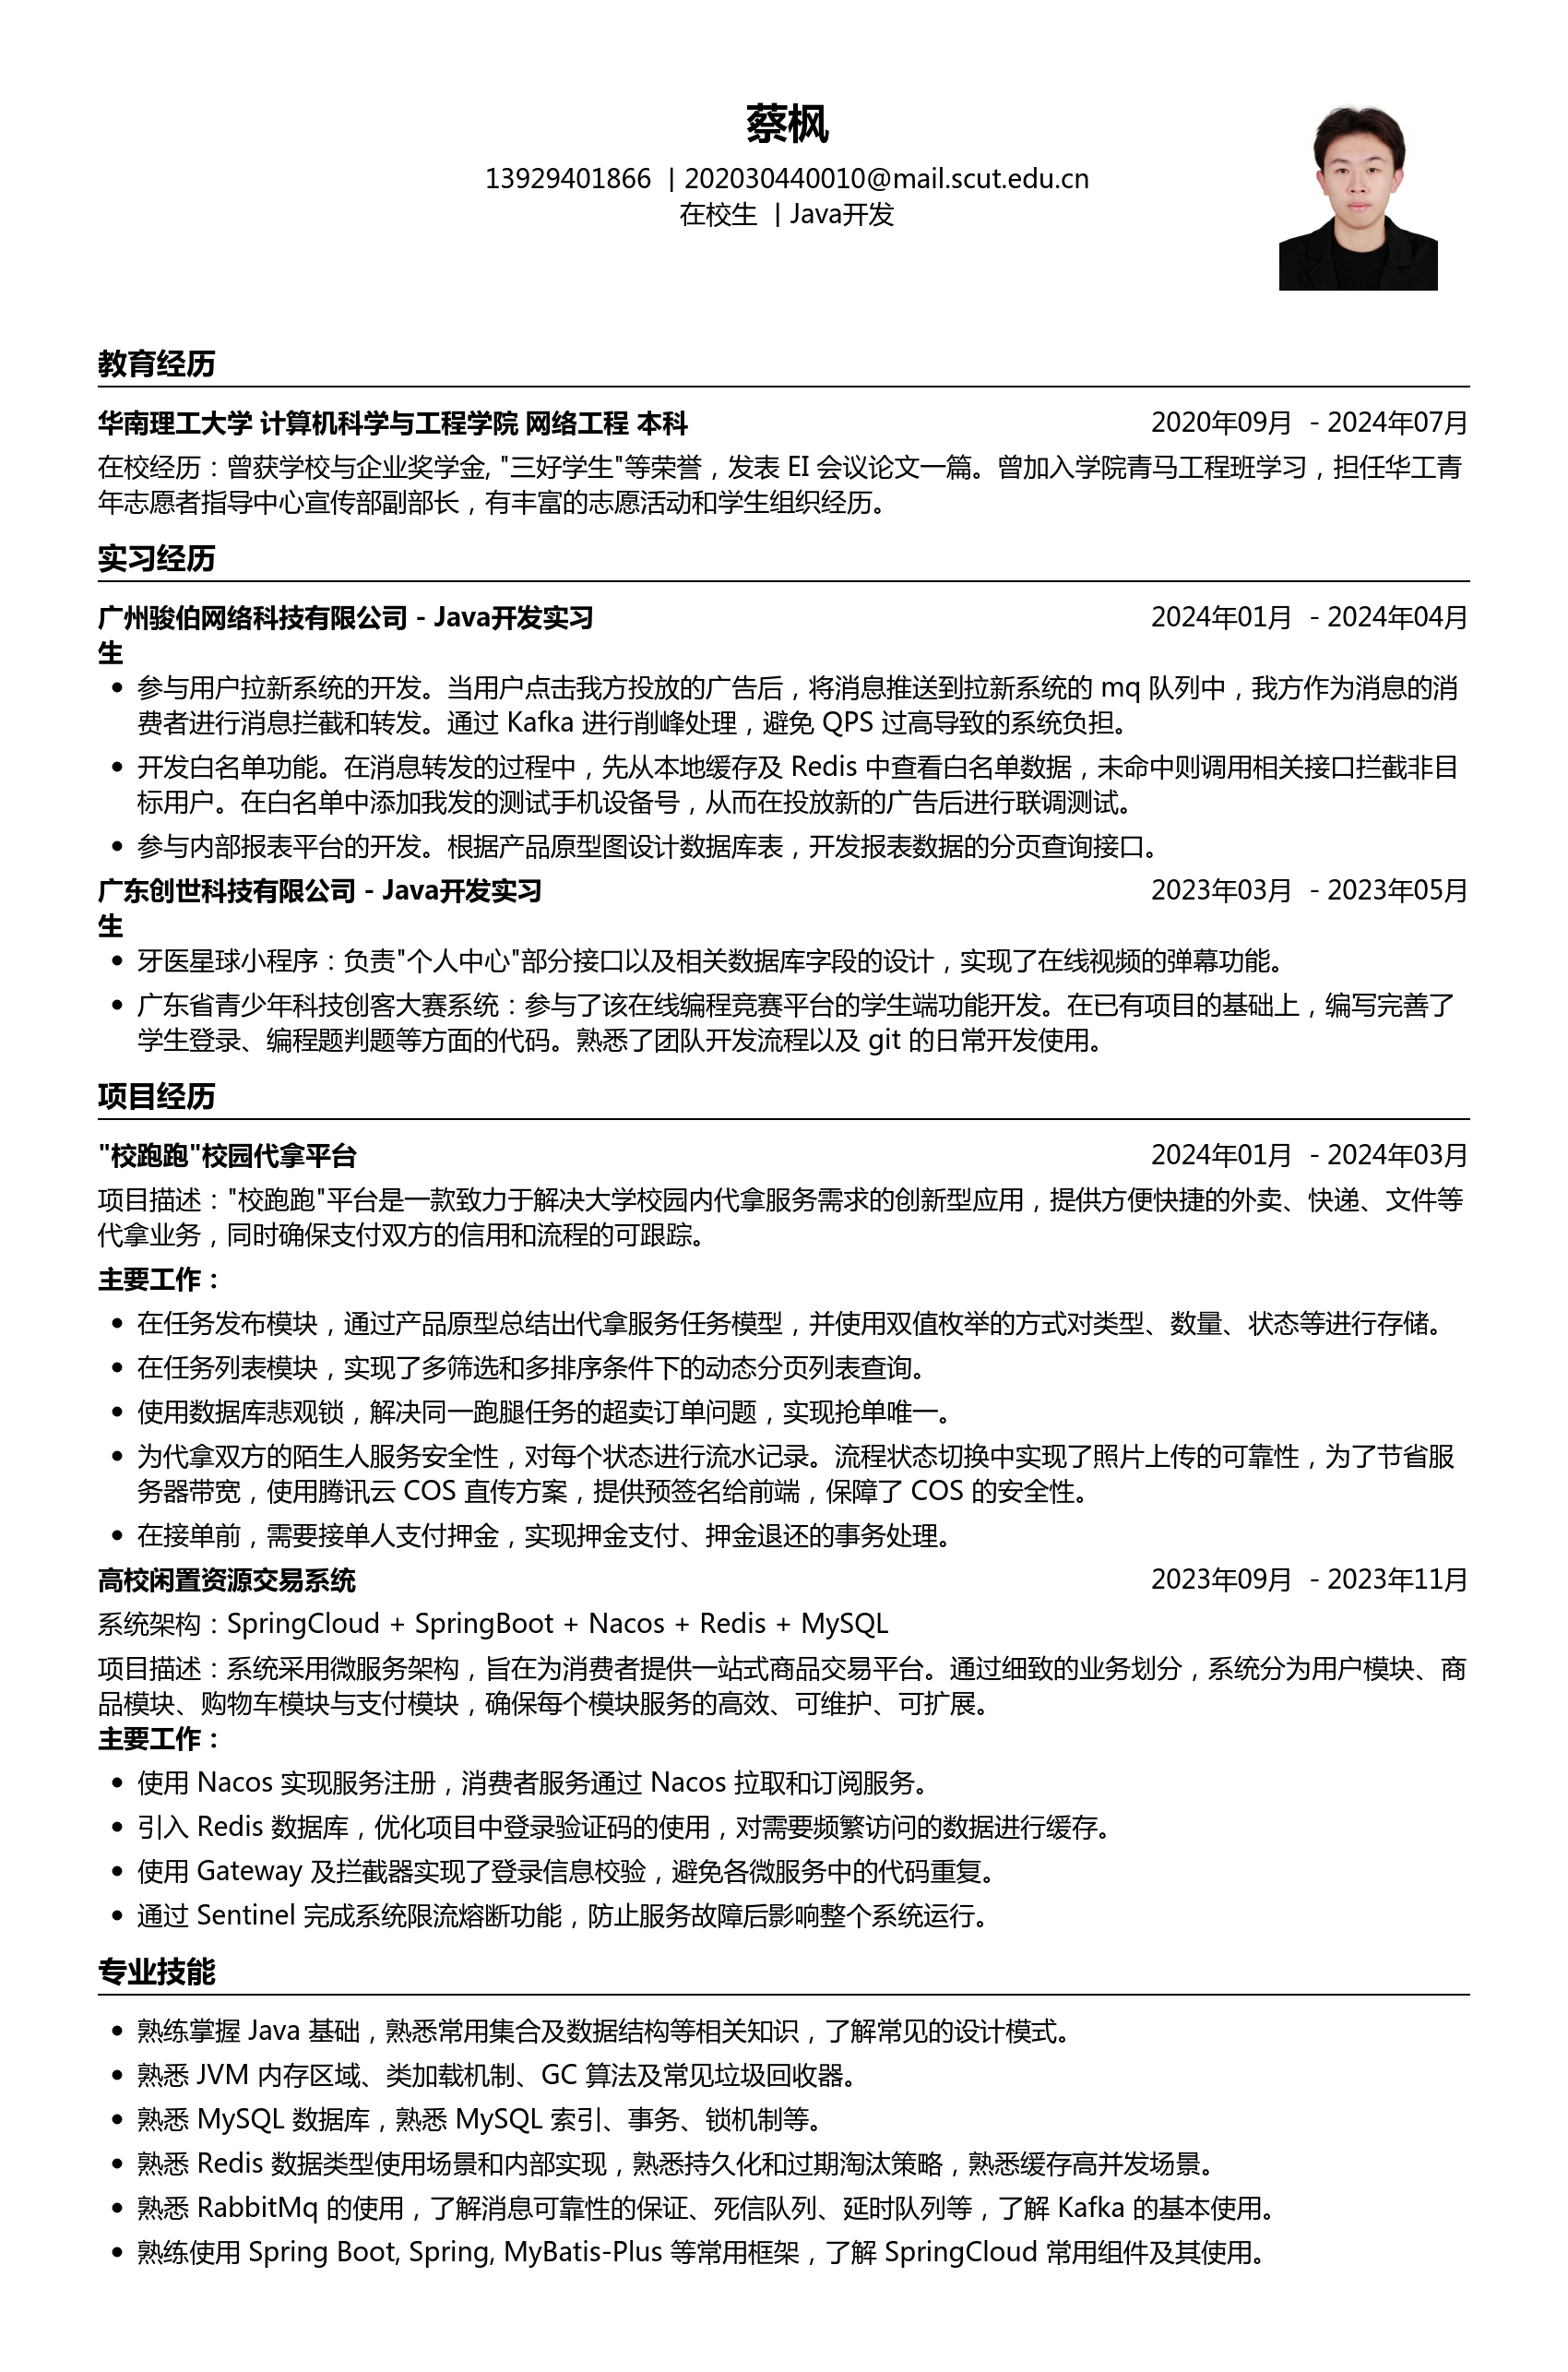 蔡枫
13929401866 | 202030440010@mail.scut.edu.cn
在校生 | Java开发
教育经历
华南理工大学 计算机科学与工程学院 网络工程 本科 2020年09月 - 2024年07月
在校经历：曾获学校与企业奖学金, "三好学生"等荣誉，发表 EI 会议论文一篇。曾加入学院青马工程班学习，担任华工青
年志愿者指导中心宣传部副部长，有丰富的志愿活动和学生组织经历。
实习经历
广州骏伯网络科技有限公司 - Java开发实习 2024年01月 - 2024年04月
生
• 参与用户拉新系统的开发。当用户点击我方投放的广告后，将消息推送到拉新系统的 mq 队列中，我方作为消息的消
费者进行消息拦截和转发。通过 Kafka 进行削峰处理，避免 QPS 过高导致的系统负担。
• 开发白名单功能。在消息转发的过程中，先从本地缓存及 Redis 中查看白名单数据，未命中则调用相关接口拦截非目
标用户。在白名单中添加我发的测试手机设备号，从而在投放新的广告后进行联调测试。
• 参与内部报表平台的开发。根据产品原型图设计数据库表，开发报表数据的分页查询接口。
广东创世科技有限公司 - Java开发实习 2023年03月 - 2023年05月
生
• 牙医星球小程序：负责"个人中心"部分接口以及相关数据库字段的设计，实现了在线视频的弹幕功能。
• 广东省青少年科技创客大赛系统：参与了该在线编程竞赛平台的学生端功能开发。在已有项目的基础上，编写完善了
学生登录、编程题判题等方面的代码。熟悉了团队开发流程以及 git 的日常开发使用。
项目经历
"校跑跑"校园代拿平台 2024年01月 - 2024年03月
项目描述："校跑跑"平台是一款致力于解决大学校园内代拿服务需求的创新型应用，提供方便快捷的外卖、快递、文件等
代拿业务，同时确保支付双方的信用和流程的可跟踪。
主要工作：
• 在任务发布模块，通过产品原型总结出代拿服务任务模型，并使用双值枚举的方式对类型、数量、状态等进行存储。
• 在任务列表模块，实现了多筛选和多排序条件下的动态分页列表查询。
• 使用数据库悲观锁，解决同一跑腿任务的超卖订单问题，实现抢单唯一。
• 为代拿双方的陌生人服务安全性，对每个状态进行流水记录。流程状态切换中实现了照片上传的可靠性，为了节省服
务器带宽，使用腾讯云 COS 直传方案，提供预签名给前端，保障了 COS 的安全性。
• 在接单前，需要接单人支付押金，实现押金支付、押金退还的事务处理。
高校闲置资源交易系统 2023年09月 - 2023年11月
系统架构：SpringCloud + SpringBoot + Nacos + Redis + MySQL
项目描述：系统采用微服务架构，旨在为消费者提供一站式商品交易平台。通过细致的业务划分，系统分为用户模块、商
品模块、购物车模块与支付模块，确保每个模块服务的高效、可维护、可扩展。
主要工作：
• 使用 Nacos 实现服务注册，消费者服务通过 Nacos 拉取和订阅服务。
• 引入 Redis 数据库，优化项目中登录验证码的使用，对需要频繁访问的数据进行缓存。
• 使用 Gateway 及拦截器实现了登录信息校验，避免各微服务中的代码重复。
• 通过 Sentinel 完成系统限流熔断功能，防止服务故障后影响整个系统运行。
专业技能
• 熟练掌握 Java 基础，熟悉常用集合及数据结构等相关知识，了解常见的设计模式。
• 熟悉 JVM 内存区域、类加载机制、GC 算法及常见垃圾回收器。
• 熟悉 MySQL 数据库，熟悉 MySQL 索引、事务、锁机制等。
• 熟悉 Redis 数据类型使用场景和内部实现，熟悉持久化和过期淘汰策略，熟悉缓存高并发场景。
• 熟悉 RabbitMq 的使用，了解消息可靠性的保证、死信队列、延时队列等，了解 Kafka 的基本使用。
• 熟练使用 Spring Boot, Spring, MyBatis-Plus 等常用框架，了解 SpringCloud 常用组件及其使用。